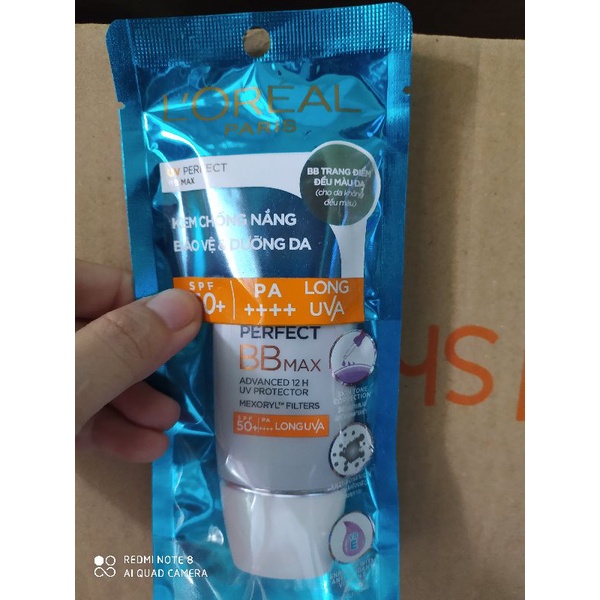 L'ORÉAL
PARIS
UV PERFECT
MAX
BB TRANG ĐIỂM
ĐỀU MÀU DA
(cho da không
đều màu)
KEM CHỐNG NẮNG
BẢO VỆ & DƯỠNG DA
SPF
50+
PA
++++
LONG
UVA
PERFECT
BB MAX
ADVANCED 12 H
UV PROTECTOR
MEXORYL™ FILTERS
SPF
50+
PA
++++
LONG UVA
REDMI NOTE 8
AI QUAD CAMERA